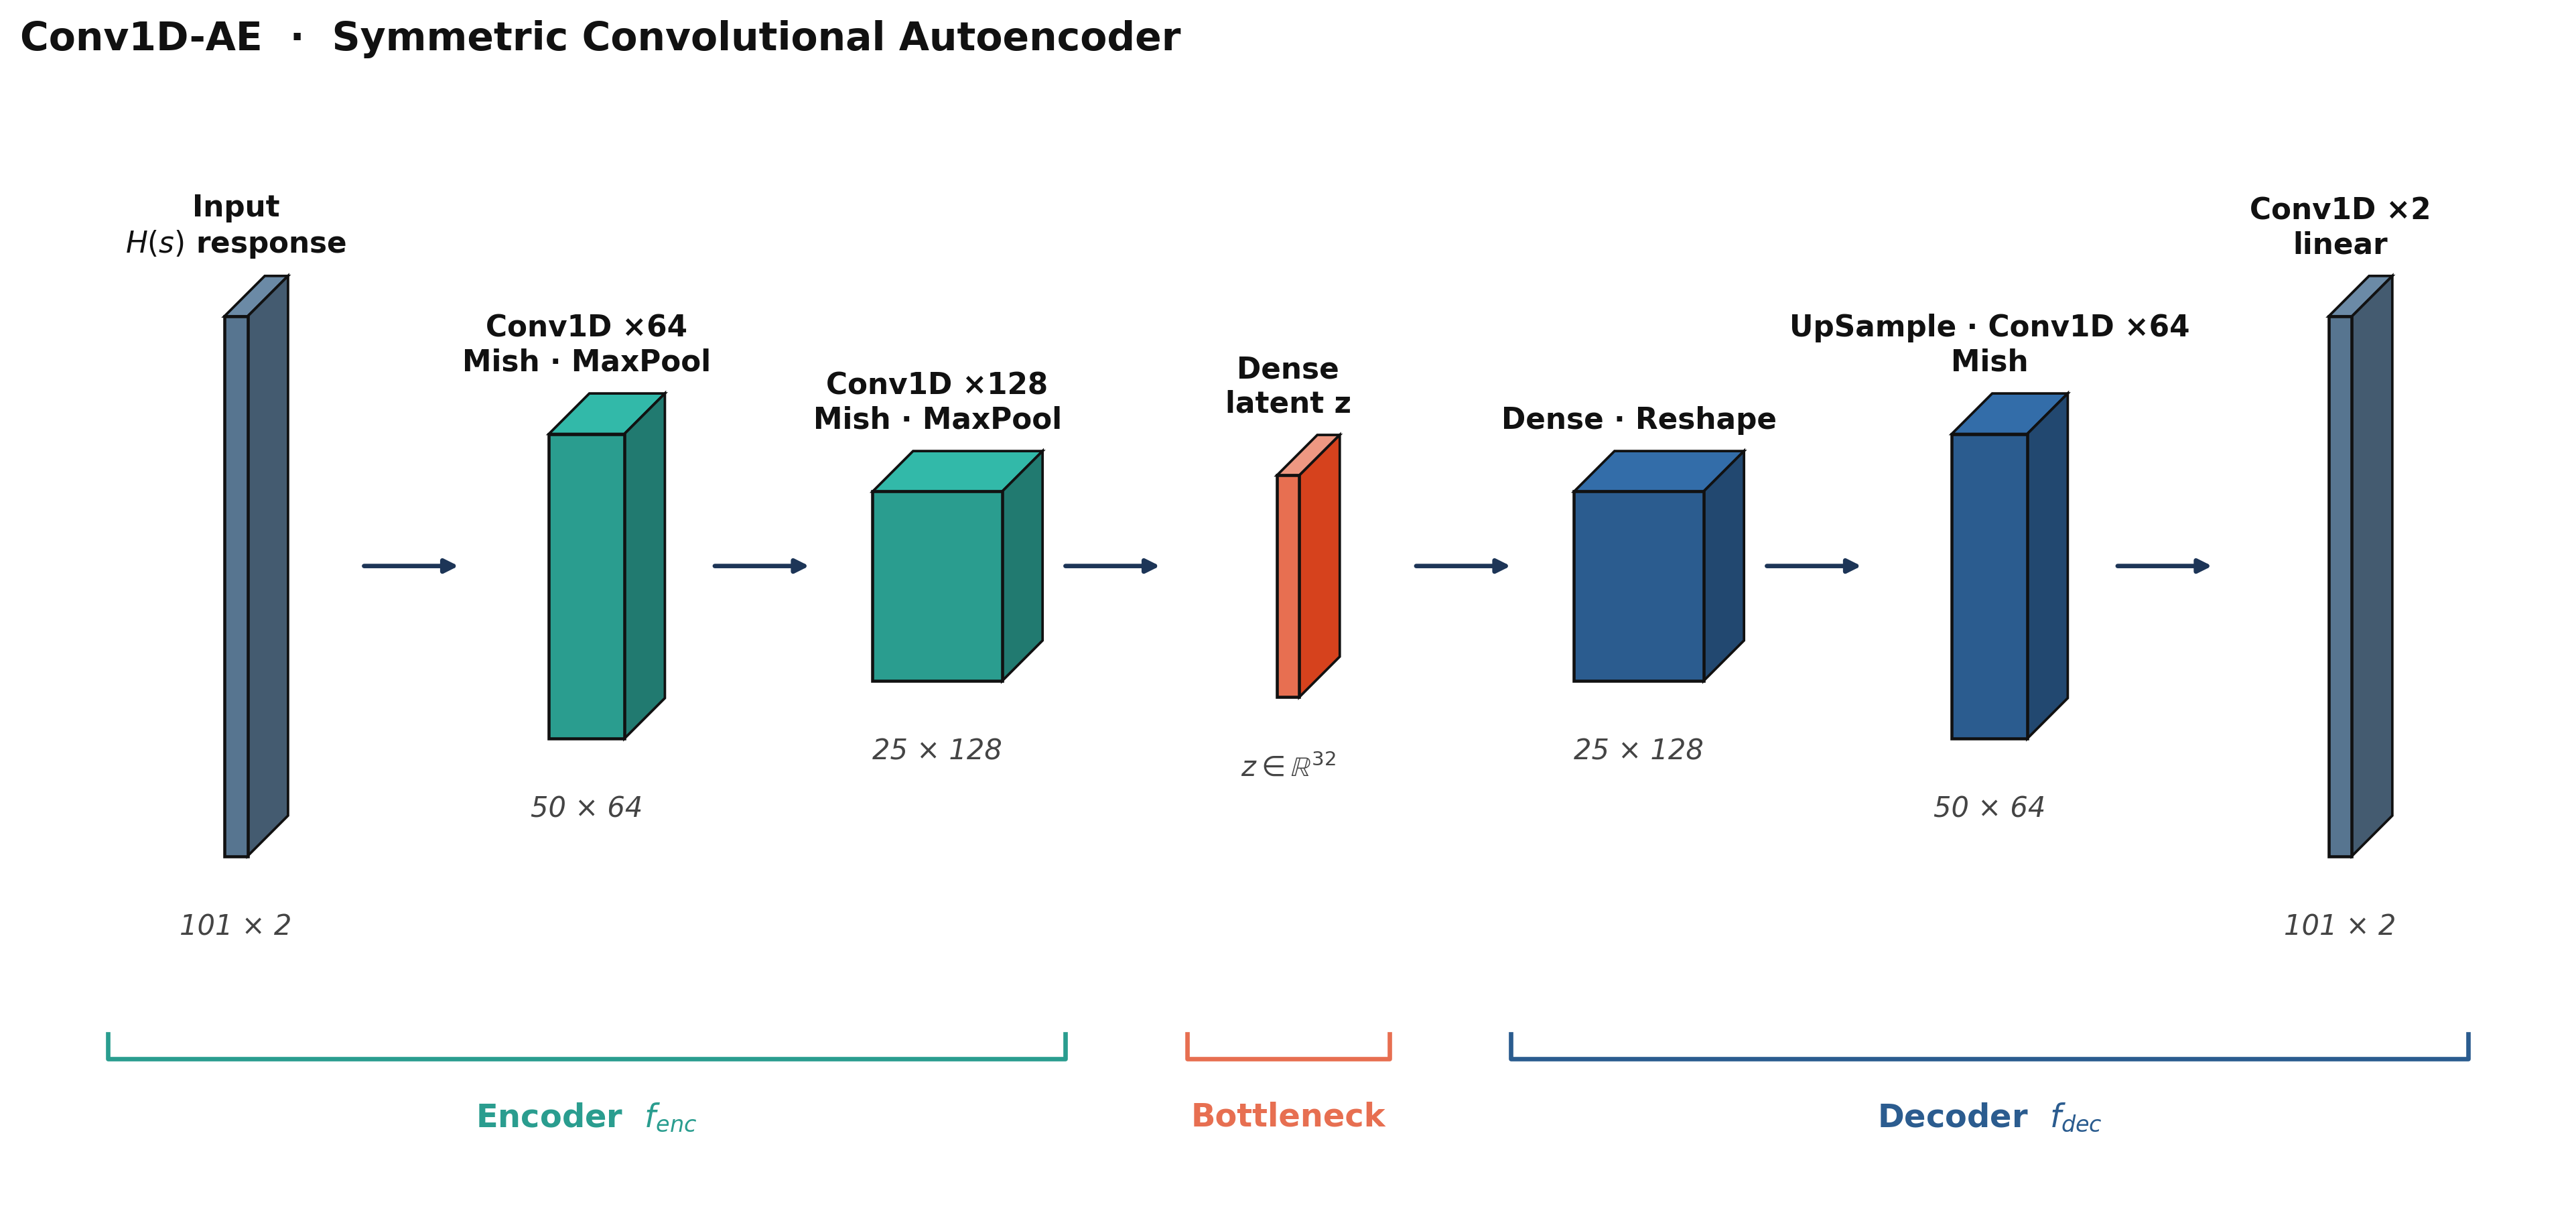 Conv1D-AE · Symmetric Convolutional Autoencoder
Input
H(s) response
101 × 2
Conv1D ×64
Mish · MaxPool
50 × 64
Conv1D ×128
Mish · MaxPool
25 × 128
Dense
latent z
z ∈ ℝ³²
Dense · Reshape
25 × 128
UpSample · Conv1D ×64
Mish
50 × 64
Conv1D ×2
linear
101 × 2
Encoder f_enc
Bottleneck
Decoder f_dec